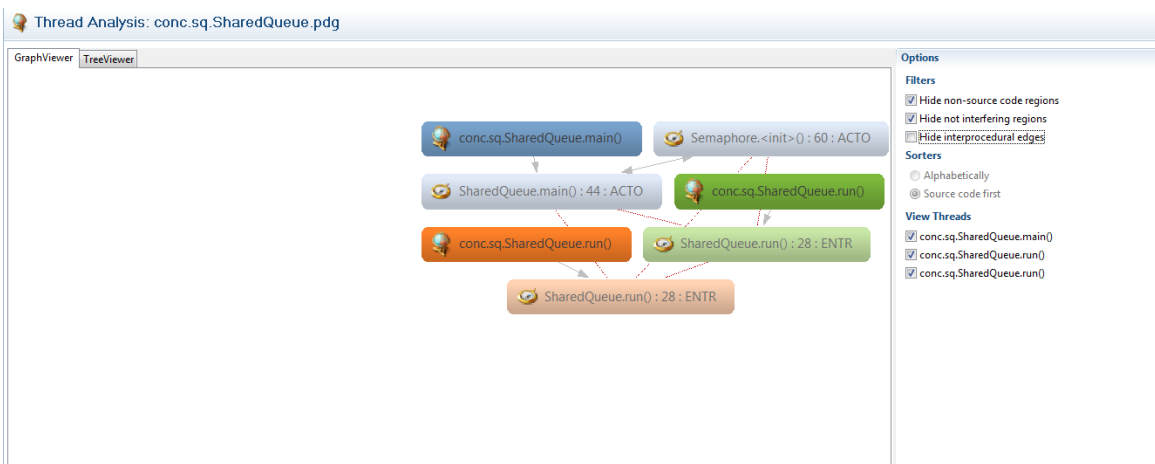 Thread Analysis: conc.sq.SharedQueue.pdg
GraphViewer TreeViewer
conc.sq.SharedQueue.main()
Semaphore.<init>() : 60 : ACTO
SharedQueue.main() : 44 : ACTO
conc.sq.SharedQueue.run()
conc.sq.SharedQueue.run()
SharedQueue.run() : 28 : ENTR
SharedQueue.run() : 28 : ENTR
Options
Filters
Hide non-source code regions
Hide not interfering regions
Hide interprocedural edges
Sorters
Alphabetically
Source code first
View Threads
conc.sq.SharedQueue.main()
conc.sq.SharedQueue.run()
conc.sq.SharedQueue.run()